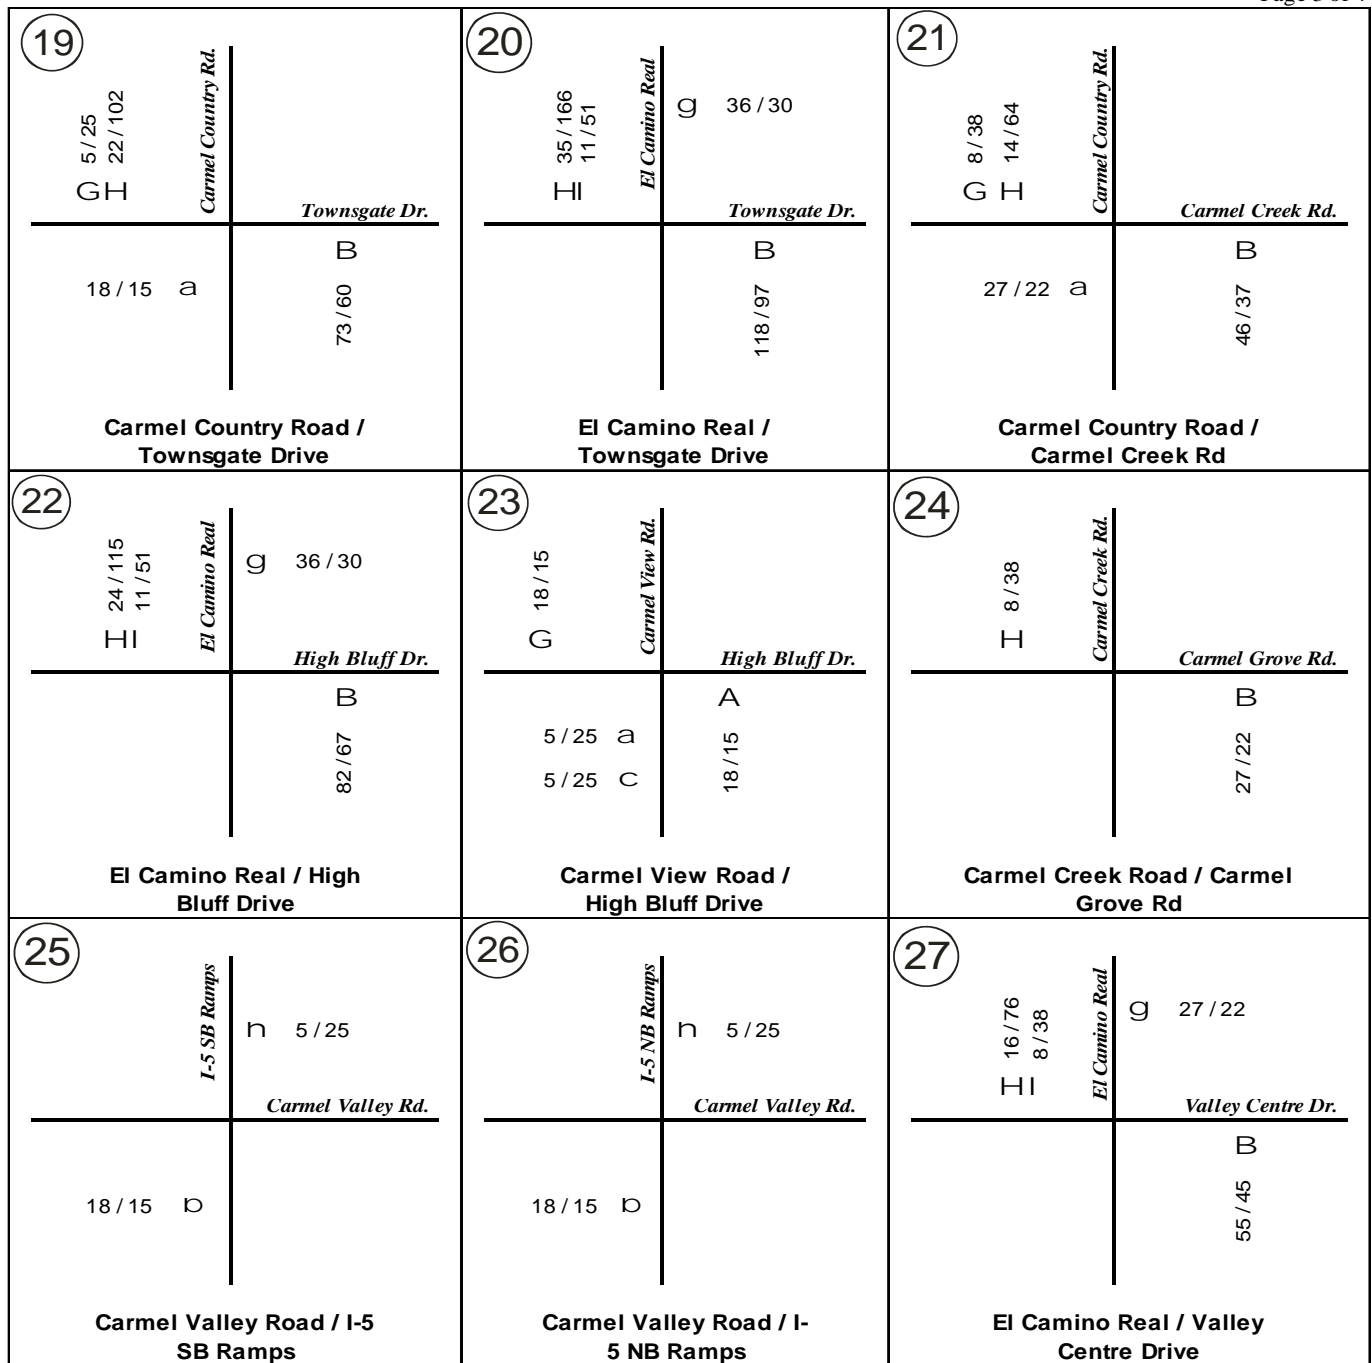 19
5 / 25
22 / 102
GH
Carmel Country Rd.
Townsgate Dr.
18 / 15 a
B
73 / 60
Carmel Country Road /
Townsgate Drive
20
35 / 166
11 / 51
HI
El Camino Real
g 36 / 30
Townsgate Dr.
B
118 / 97
El Camino Real /
Townsgate Drive
21
8 / 38
14 / 64
G H
Carmel Country Rd.
Carmel Creek Rd.
27 / 22 a
B
46 / 37
Carmel Country Road /
Carmel Creek Rd
22
24 / 115
11 / 51
HI
El Camino Real
g 36 / 30
High Bluff Dr.
B
82 / 67
El Camino Real / High
Bluff Drive
23
18 / 15
G
Carmel View Rd.
High Bluff Dr.
5 / 25 a
5 / 25 c
A
18 / 15
Carmel View Road /
High Bluff Drive
24
8 / 38
H
Carmel Creek Rd.
Carmel Grove Rd.
B
27 / 22
Carmel Creek Road / Carmel
Grove Rd
25
I-5 SB Ramps
h 5 / 25
Carmel Valley Rd.
18 / 15 b
Carmel Valley Road / I-5
SB Ramps
26
I-5 NB Ramps
h 5 / 25
Carmel Valley Rd.
18 / 15 b
Carmel Valley Road / I-
5 NB Ramps
27
16 / 76
8 / 38
HI
El Camino Real
g 27 / 22
Valley Centre Dr.
B
55 / 45
El Camino Real / Valley
Centre Drive